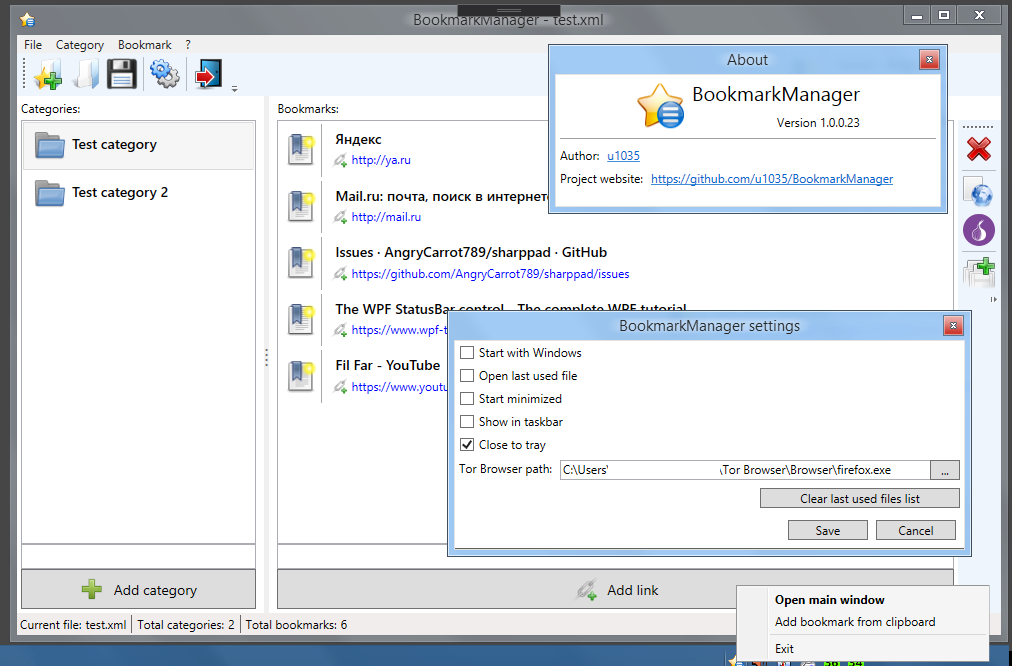 BookmarkManager - test.xml
File Category Bookmark ?
Categories:
Test category
Test category 2
Add category
Bookmarks:
Яндекс
http://ya.ru
Mail.ru: почта, поиск в интернете
http://mail.ru
Issues · AngryCarrot789/sharppad · GitHub
https://github.com/AngryCarrot789/sharppad/issues
The WPF StatusBar control - The complete WPF tutorial
https://www.wpf-t
Fil Far - YouTube
https://www.youtu
Add link
About
BookmarkManager
Version 1.0.0.23
Author: u1035
Project website: https://github.com/u1035/BookmarkManager
BookmarkManager settings
Start with Windows
Open last used file
Start minimized
Show in taskbar
Close to tray
Tor Browser path: C:\Users' \Tor Browser\Browser\firefox.exe ...
Clear last used files list
Save Cancel
Open main window
Add bookmark from clipboard
Exit
Current file: test.xml Total categories: 2 Total bookmarks: 6